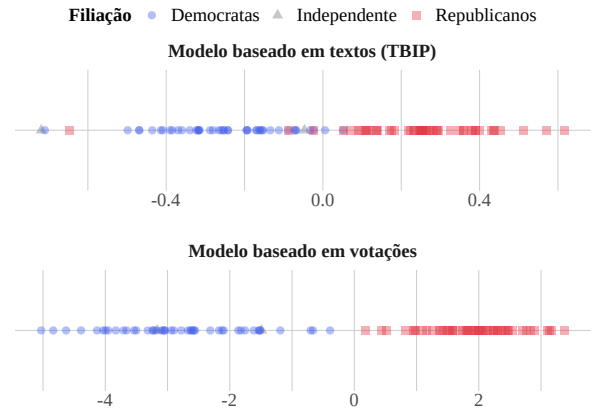 Filiação Democratas Independente Republicanos
Modelo baseado em textos (TBIP)
-0.4 0.0 0.4
Modelo baseado em votações
-4 -2 0 2